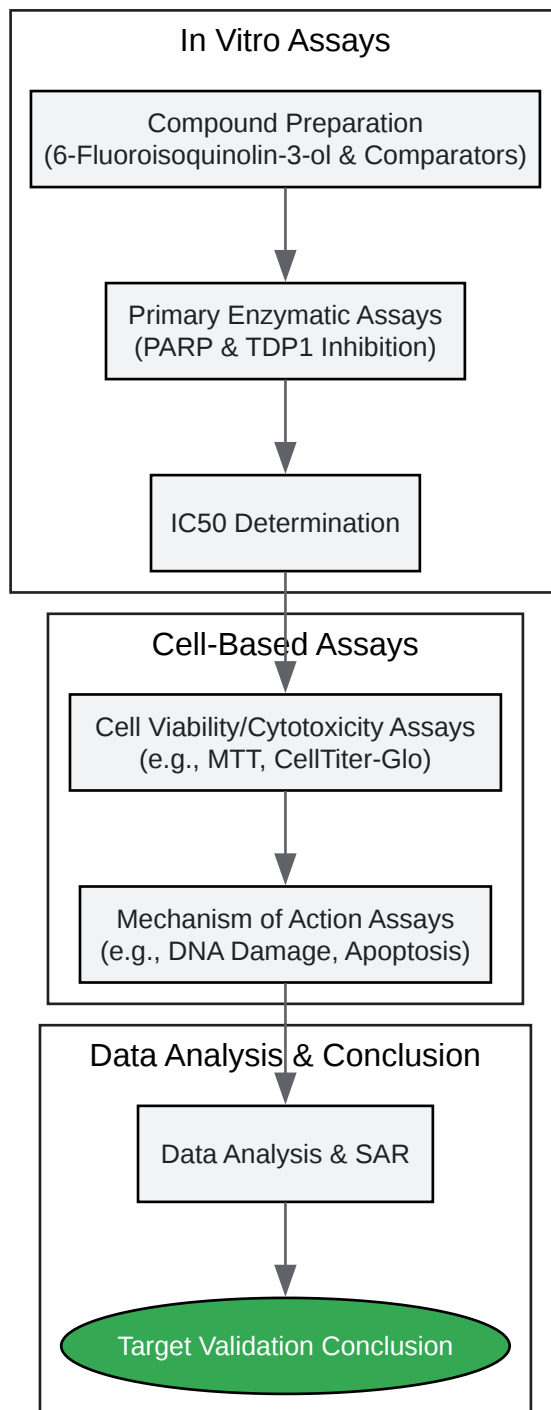 In Vitro Assays
Compound Preparation
(6-Fluoroisoquinolin-3-ol & Comparators)
Primary Enzymatic Assays
(PARP & TDP1 Inhibition)
IC50 Determination
Cell-Based Assays
Cell Viability/Cytotoxicity Assays
(e.g., MTT, CellTiter-Glo)
Mechanism of Action Assays
(e.g., DNA Damage, Apoptosis)
Data Analysis & Conclusion
Data Analysis & SAR
Target Validation Conclusion